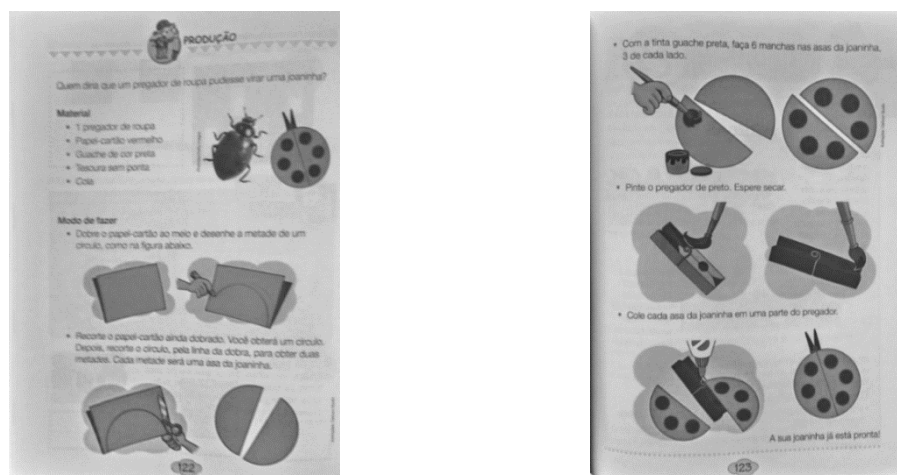 PRODUÇÃO
Quem diria que um pregador de roupa pudesse virar uma joaninha?
Material
• 1 pregador de roupa
• Papel-cartão vermelho
• Guache de cor preta
• Tesoura sem ponta
• Cola
Modo de fazer
• Dobre o papel-cartão ao meio e desenhe a metade de um
círculo, como na figura abaixo.
• Recorte o papel-cartão ainda dobrado. Você obterá um círculo.
Depois, recorte o círculo, pela linha da dobra, para obter duas
metades. Cada metade será uma asa da joaninha.
122
• Com a tinta guache preta, faça 6 manchas nas asas da joaninha,
3 de cada lado.
• Pinte o pregador de preto. Espere secar.
• Cole cada asa da joaninha em uma parte do pregador.
A sua joaninha já está pronta!
123